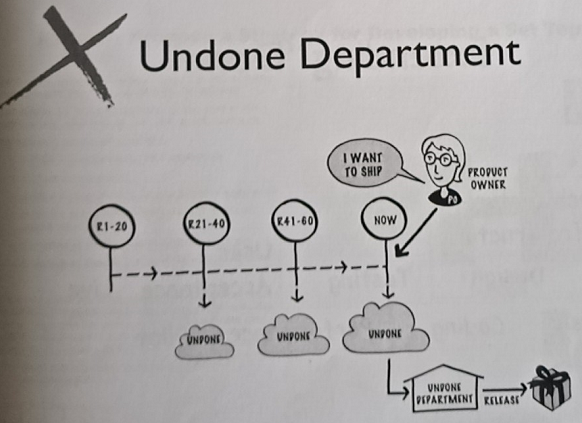 Undone Department
I WANT
TO SHIP
PRODUCT
OWNER
PO
R1-20
R21-40
R41-60
NOW
UNDONE
UNDONE
UNDONE
UNDONE
DEPARTMENT
RELEASE